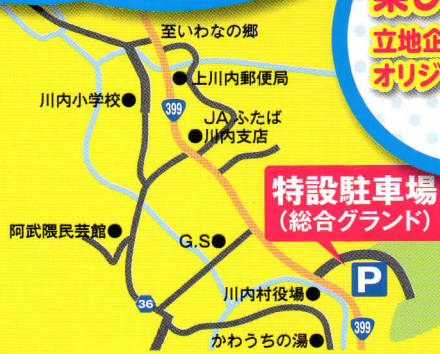 至いわなの郷
上川内郵便局
川内小学校
399
JAふたば
川内支店
立地企
オリジ
特設駐車場
(総合グランド)
阿武隈民芸館
G.S
P
36
川内村役場
399
かわうちの湯